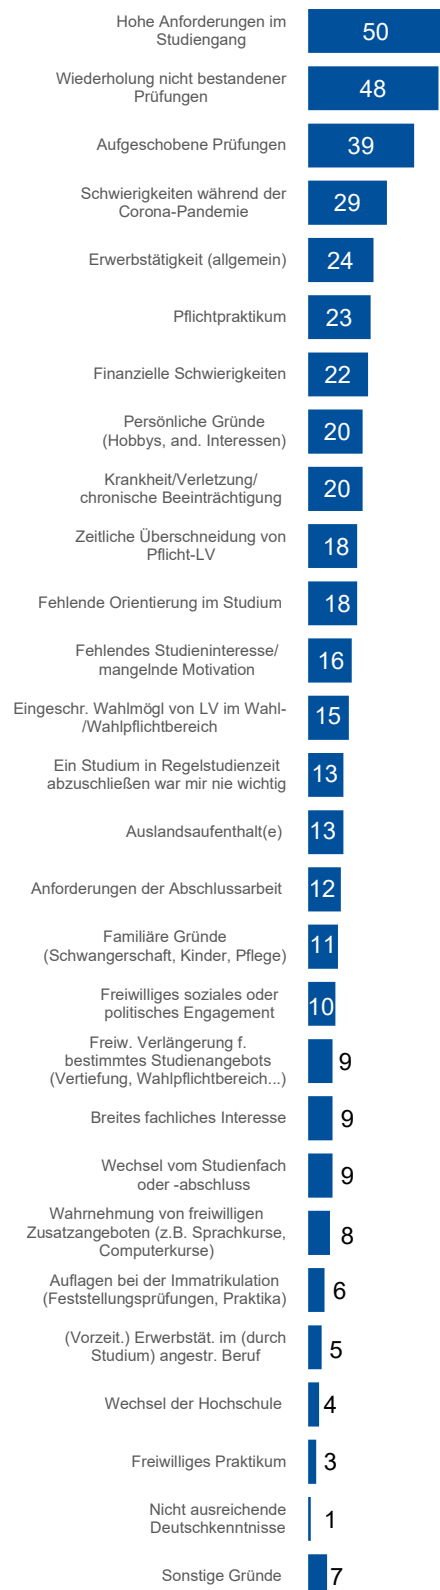 Hohe Anforderungen im
Studiengang
50
Wiederholung nicht bestandener
Prüfungen
48
Aufgeschobene Prüfungen
39
Schwierigkeiten während der
Corona-Pandemie
29
Erwerbstätigkeit (allgemein)
24
Pflichtpraktikum
23
Finanzielle Schwierigkeiten
22
Persönliche Gründe
(Hobbys, and. Interessen)
20
Krankheit/Verletzung/
chronische Beeinträchtigung
20
Zeitliche Überschneidung von
Pflicht-LV
18
Fehlende Orientierung im Studium
18
Fehlendes Studieninteresse/
mangelnde Motivation
16
Eingeschr. Wahlmögl von LV im Wahl-
/Wahlpflichtbereich
15
Ein Studium in Regelstudienzeit
abzuschließen war mir nie wichtig
13
Auslandsaufenthalt(e)
13
Anforderungen der Abschlussarbeit
12
Familiäre Gründe
(Schwangerschaft, Kinder, Pflege)
11
Freiwilliges soziales oder
politisches Engagement
10
Freiw. Verlängerung f.
bestimmtes Studienangebots
(Vertiefung, Wahlpflichtbereich...)
9
Breites fachliches Interesse
9
Wechsel vom Studienfach
oder -abschluss
9
Wahrnehmung von freiwilligen
Zusatzangeboten (z.B. Sprachkurse,
Computerkurse)
8
Auflagen bei der Immatrikulation
(Feststellungsprüfungen, Praktika)
6
(Vorzeit.) Erwerbstät. im (durch
Studium) angestr. Beruf
5
Wechsel der Hochschule
4
Freiwilliges Praktikum
3
Nicht ausreichende
Deutschkenntnisse
1
Sonstige Gründe
7